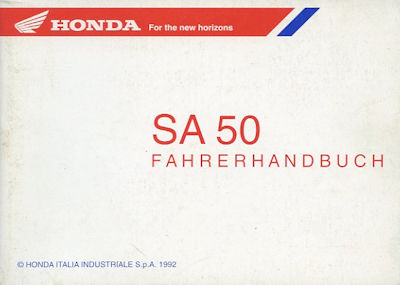 HONDA For the new horizons
SA 50
FAHRERHANDBUCH
© HONDA ITALIA INDUSTRIALE S.p.A. 1992